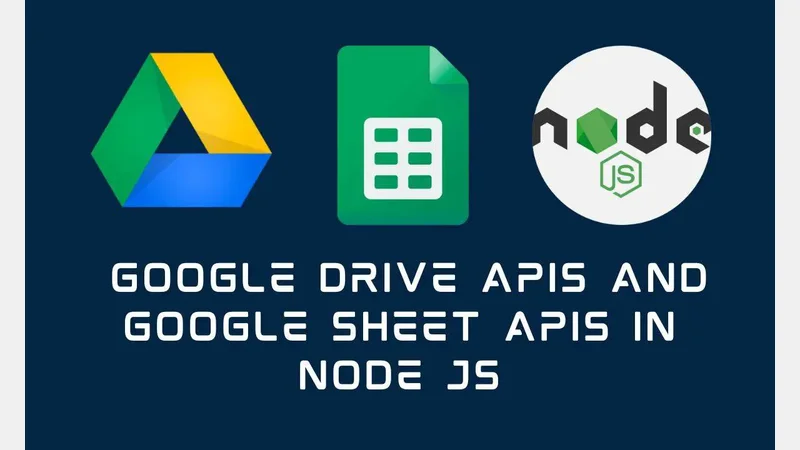 node
JS
GOOGLE DRIVE APIS AND
GOOGLE SHEET APIS IN
NODE JS